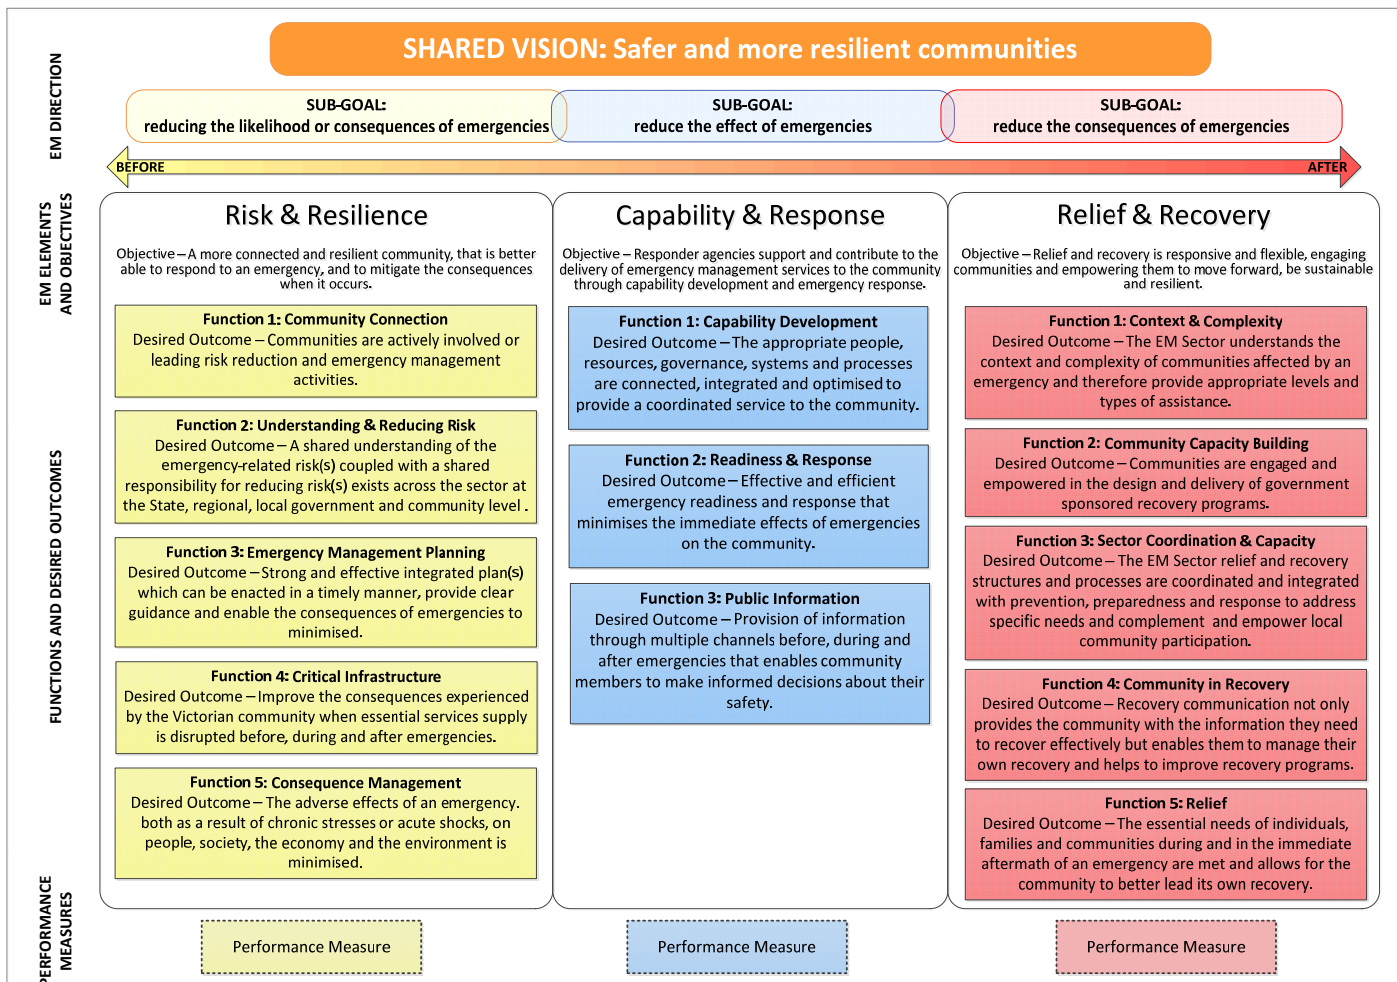 SHARED VISION: Safer and more resilient communities
EM DIRECTION
SUB-GOAL:
reducing the likelihood or consequences of emergencies
SUB-GOAL:
reduce the effect of emergencies
SUB-GOAL:
reduce the consequences of emergencies
BEFORE
AFTER
EM ELEMENTS
AND OBJECTIVES
Risk & Resilience
Objective – A more connected and resilient community, that is better
able to respond to an emergency, and to mitigate the consequences
when it occurs.
Capability & Response
Objective – Responder agencies support and contribute to the
delivery of emergency management services to the community
through capability development and emergency response.
Relief & Recovery
Objective – Relief and recovery is responsive and flexible, engaging
communities and empowering them to move forward, be sustainable
and resilient.
FUNCTIONS AND DESIRED OUTCOMES
Function 1: Community Connection
Desired Outcome – Communities are actively involved or
leading risk reduction and emergency management
activities.
Function 2: Understanding & Reducing Risk
Desired Outcome – A shared understanding of the
emergency-related risk(s) coupled with a shared
responsibility for reducing risk(s) exists across the sector at
the State, regional, local government and community level .
Function 3: Emergency Management Planning
Desired Outcome – Strong and effective integrated plan(s)
which can be enacted in a timely manner, provide clear
guidance and enable the consequences of emergencies to
minimised.
Function 4: Critical Infrastructure
Desired Outcome – Improve the consequences experienced
by the Victorian community when essential services supply
is disrupted before, during and after emergencies.
Function 5: Consequence Management
Desired Outcome – The adverse effects of an emergency.
both as a result of chronic stresses or acute shocks, on
people, society, the economy and the environment is
minimised.
Function 1: Capability Development
Desired Outcome – The appropriate people,
resources, governance, systems and processes
are connected, integrated and optimised to
provide a coordinated service to the community.
Function 2: Readiness & Response
Desired Outcome – Effective and efficient
emergency readiness and response that
minimises the immediate effects of emergencies
on the community.
Function 3: Public Information
Desired Outcome – Provision of information
through multiple channels before, during and
after emergencies that enables community
members to make informed decisions about their
safety.
Function 1: Context & Complexity
Desired Outcome – The EM Sector understands the
context and complexity of communities affected by an
emergency and therefore provide appropriate levels and
types of assistance.
Function 2: Community Capacity Building
Desired Outcome – Communities are engaged and
empowered in the design and delivery of government
sponsored recovery programs.
Function 3: Sector Coordination & Capacity
Desired Outcome – The EM Sector relief and recovery
structures and processes are coordinated and integrated
with prevention, preparedness and response to address
specific needs and complement and empower local
community participation.
Function 4: Community in Recovery
Desired Outcome – Recovery communication not only
provides the community with the information they need
to recover effectively but enables them to manage their
own recovery and helps to improve recovery programs.
Function 5: Relief
Desired Outcome – The essential needs of individuals,
families and communities during and in the immediate
aftermath of an emergency are met and allows for the
community to better lead its own recovery.
PERFORMANCE
MEASURES
Performance Measure
Performance Measure
Performance Measure